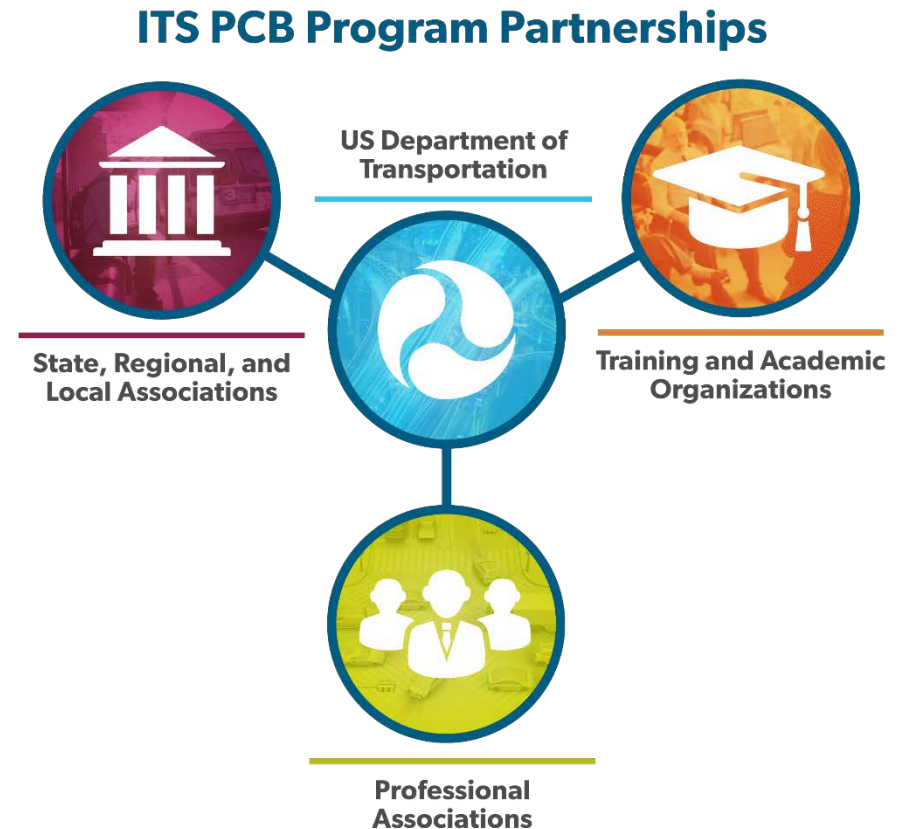 ITS PCB Program Partnerships
US Department of
Transportation
State, Regional, and
Local Associations
Training and Academic
Organizations
Professional
Associations